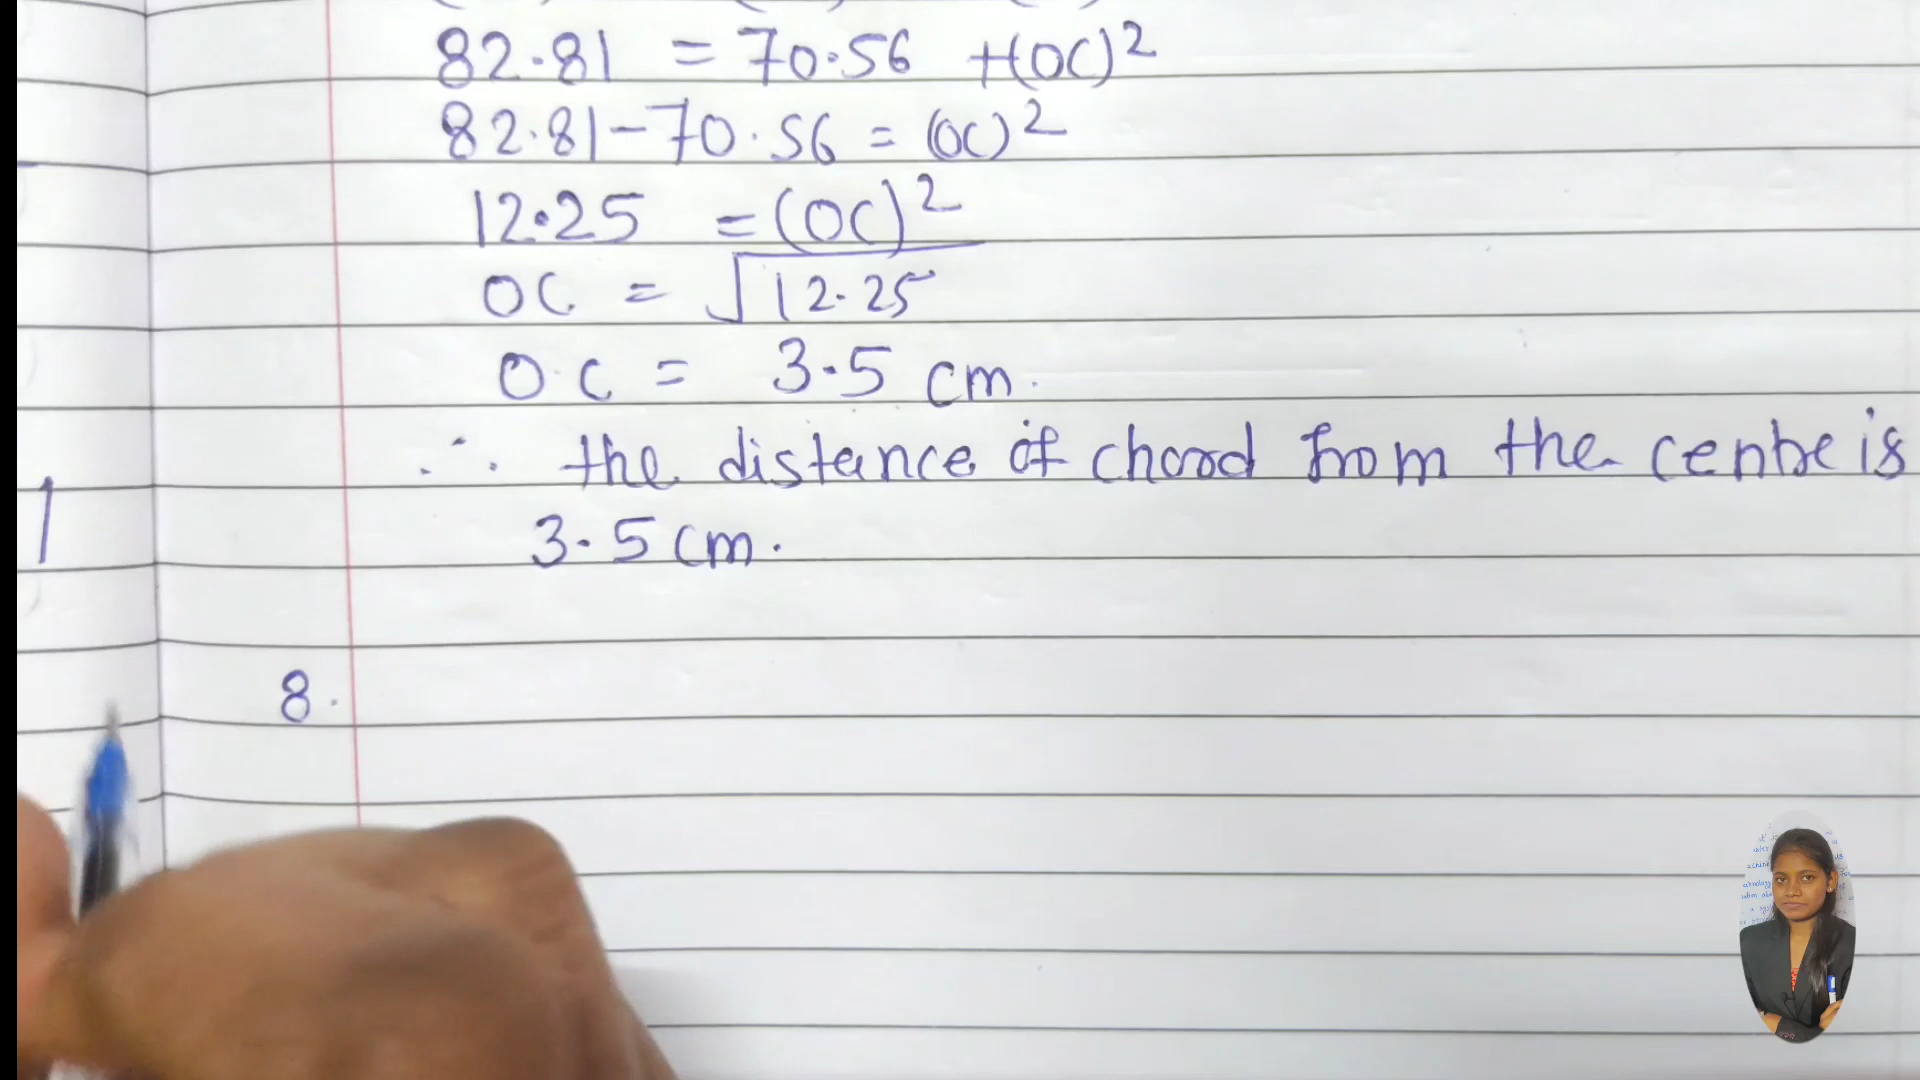 82.81 = 70.56 +(OC)2
82.81-70.56 = (OC)2
12.25 = (OC)2
OC = √12.25
O.C = 3.5 cm.
∴ the distance of chord from the centre is
3.5 cm.
8.